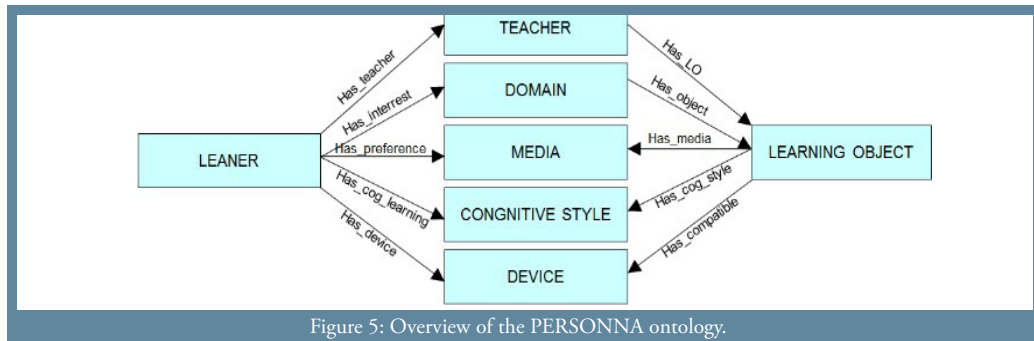 TEACHER
Has_teacher
Has_LO
DOMAIN
Has_interrest
Has_object
LEANER
Has_preference
MEDIA
Has_media
LEARNING OBJECT
Has_cog_learning
CONGNITIVE STYLE
Has_cog_style
Has_device
DEVICE
Has_compatible
Figure 5: Overview of the PERSONNA ontology.